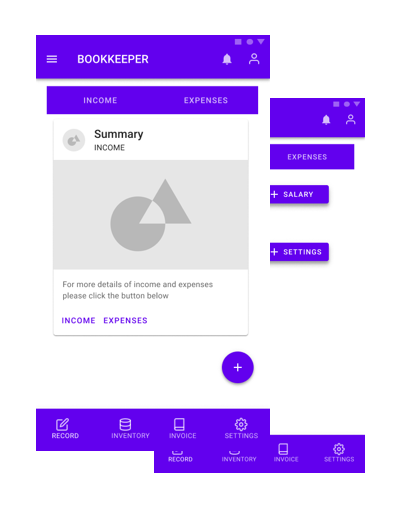 BOOKKEEPER
INCOME EXPENSES
Summary
INCOME
For more details of income and expenses
please click the button below
INCOME EXPENSES
RECORD INVENTORY INVOICE SETTINGS
EXPENSES
+ SALARY
+ SETTINGS
RECORD INVENTORY INVOICE SETTINGS